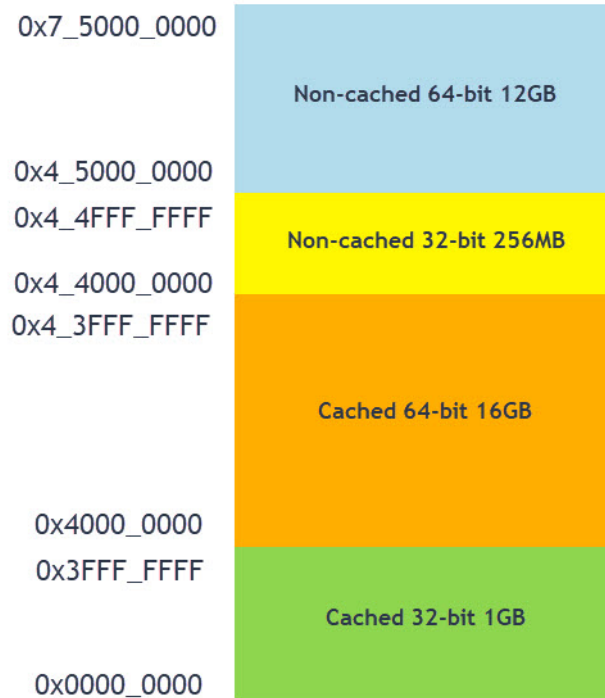 0x7_5000_0000
Non-cached 64-bit 12GB
0x4_5000_0000
0x4_4FFF_FFFF
Non-cached 32-bit 256MB
0x4_4000_0000
0x4_3FFF_FFFF
Cached 64-bit 16GB
0x4000_0000
0x3FFF_FFFF
Cached 32-bit 1GB
0x0000_0000